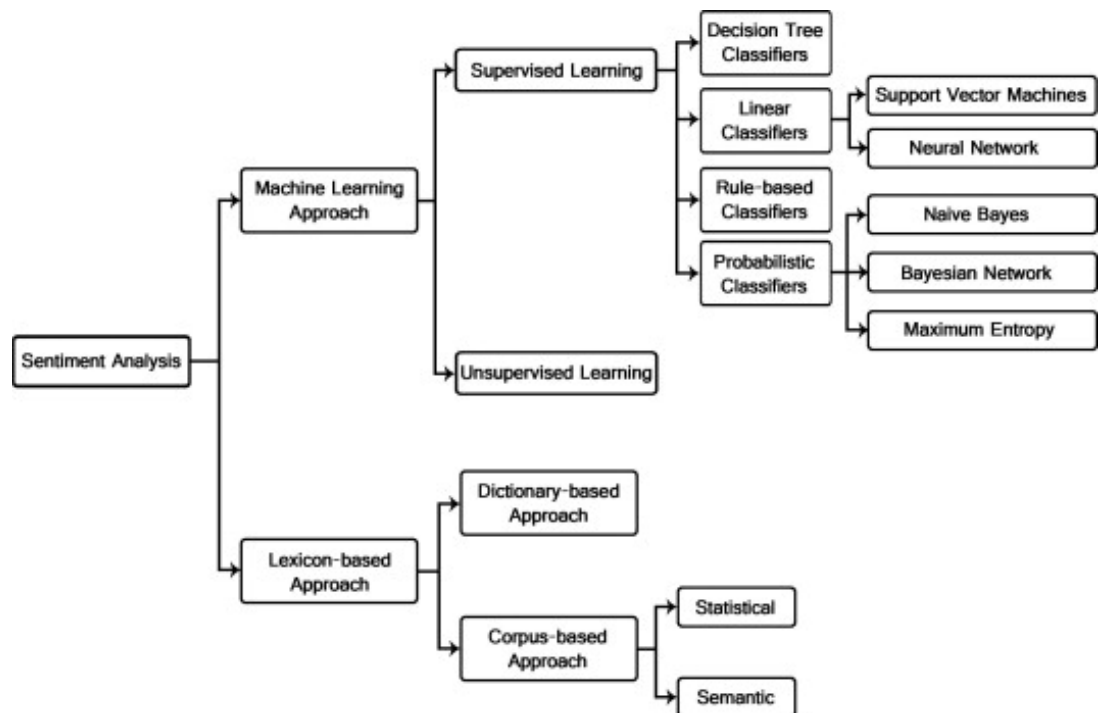 Decision Tree
Classifiers
Supervised Learning
Support Vector Machines
Linear
Classifiers
Neural Network
Machine Learning
Approach
Rule-based
Classifiers
Naive Bayes
Probabilistic
Classifiers
Bayesian Network
Maximum Entropy
Sentiment Analysis
Unsupervised Learning
Dictionary-based
Approach
Lexicon-based
Approach
Statistical
Corpus-based
Approach
Semantic